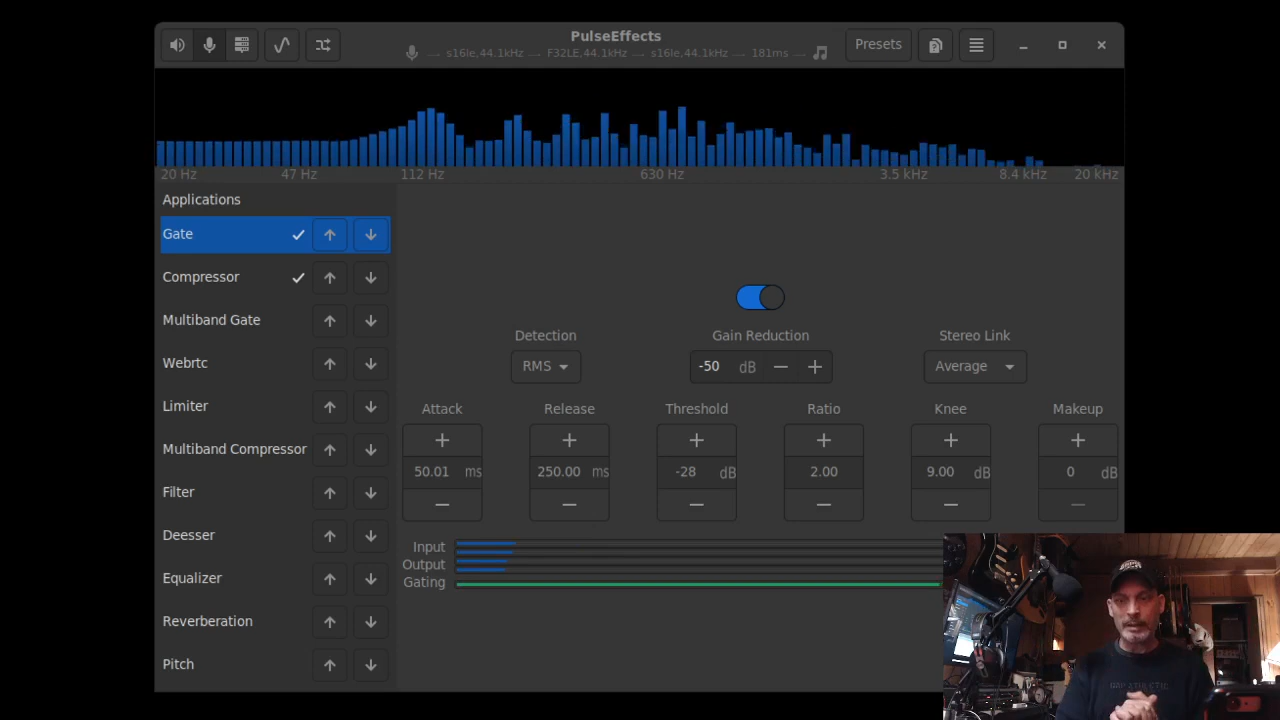 PulseEffects
s16le,44.1kHz — F32LE,44.1kHz — s16le,44.1kHz — 181ms
Presets
20 Hz 47 Hz 112 Hz 630 Hz 3.5 kHz 8.4 kHz 20 kHz
Applications
Gate
Compressor
Multiband Gate
Webrtc
Limiter
Multiband Compressor
Filter
Deesser
Equalizer
Reverberation
Pitch
Detection Gain Reduction Stereo Link
RMS -50 dB Average
Attack Release Threshold Ratio Knee Makeup
50.01 ms 250.00 ms -28 dB 2.00 9.00 dB 0 dB
Input
Output
Gating